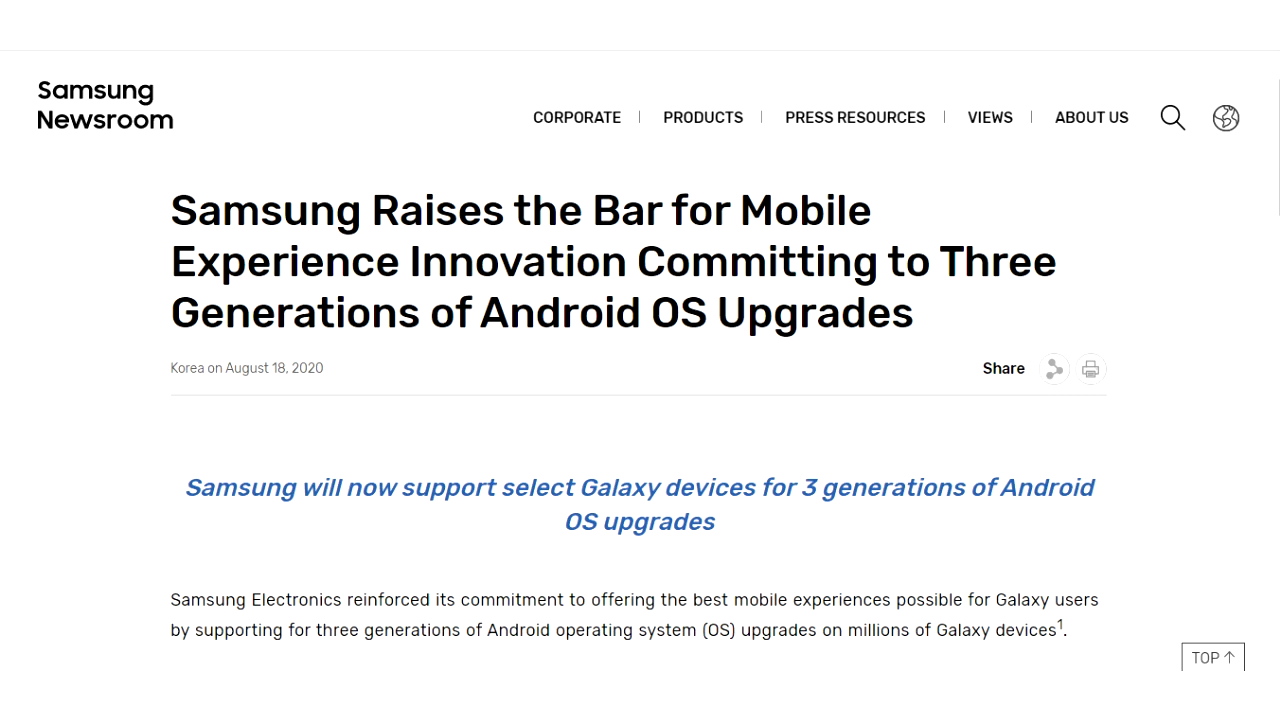 Samsung
Newsroom
CORPORATE
PRODUCTS
PRESS RESOURCES
VIEWS
ABOUT US
Samsung Raises the Bar for Mobile
Experience Innovation Committing to Three
Generations of Android OS Upgrades
Korea on August 18, 2020
Share
Samsung will now support select Galaxy devices for 3 generations of Android
OS upgrades
Samsung Electronics reinforced its commitment to offering the best mobile experiences possible for Galaxy users
by supporting for three generations of Android operating system (OS) upgrades on millions of Galaxy devices¹.
TOP ↑